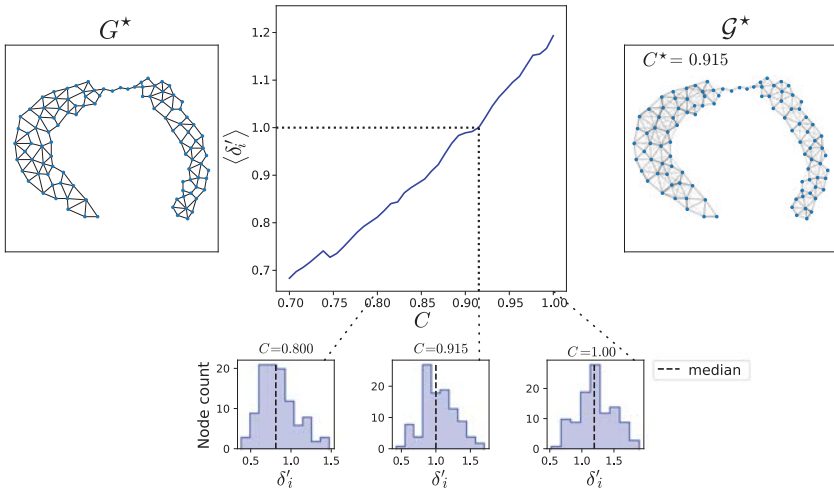 G★
𝒢★
C★ = 0.915
1.2
1.1
1.0
0.9
0.8
0.7
⟨δ'ᵢ⟩
0.70 0.75 0.80 0.85 0.90 0.95 1.00
C
C=0.800
C=0.915
C=1.00
median
Node count
20
10
0
0.5 1.0 1.5
δ'ᵢ
20
10
0
0.5 1.0 1.5
δ'ᵢ
20
10
0
0.5 1.0 1.5
δ'ᵢ